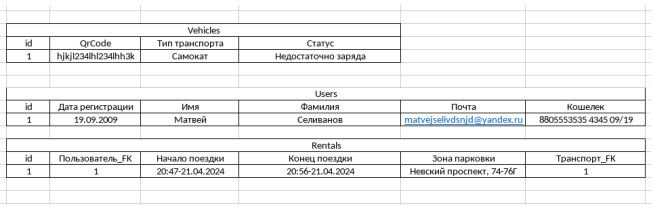 Vehicles
id QrCode Тип транспорта Статус
1 hjkjl234lhl234lhh3k Самокат Недостаточно заряда
Users
id Дата регистрации Имя Фамилия Почта Кошелек
1 19.09.2009 Матвей Селиванов matvejselivdsnjd@yandex.ru 8805553535 4345 09/19
Rentals
id Пользователь_FK Начало поездки Конец поездки Зона парковки Транспорт_FK
1 1 20:47-21.04.2024 20:56-21.04.2024 Невский проспект, 74-76Г 1